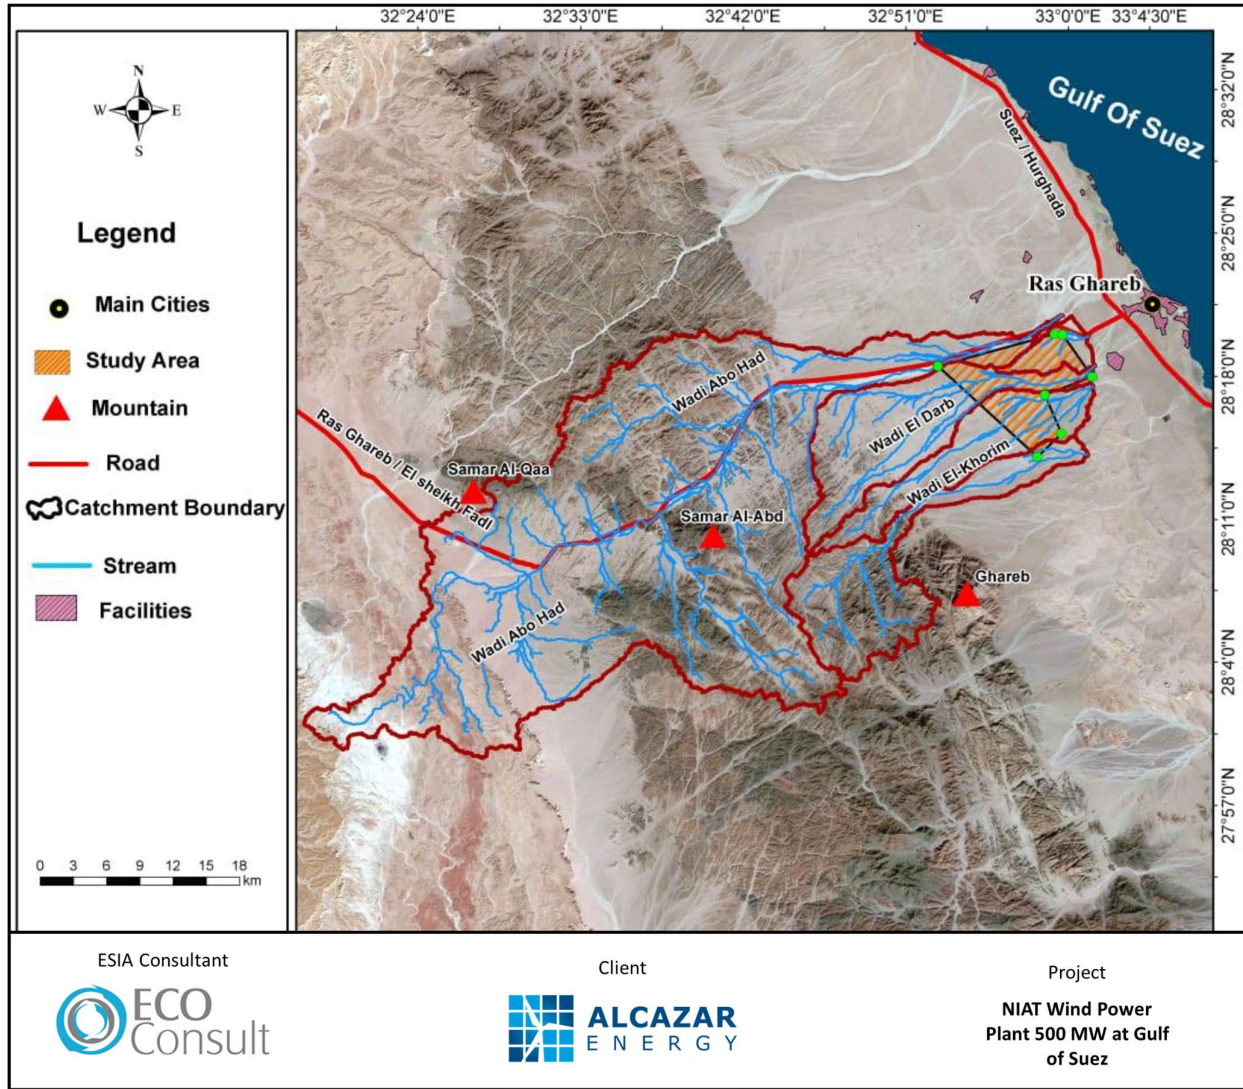 32°24'0"E
32°33'0"E
32°42'0"E
32°51'0"E
33°0'0"E
33°4'30"E
N
W
E
S
Legend
Main Cities
Study Area
Mountain
Road
Catchment Boundary
Stream
Facilities
0 3 6 9 12 15 18
km
Gulf Of Suez
Suez / Hurghada
Ras Ghareb
Wadi Abo Had
Wadi El Darb
Wadi El-Khorim
Ras Ghareb / El sheikh Fadl
Samar Al-Qaa
Samar Al-Abd
Ghareb
Wadi Abo Had
28°32'0"N
28°25'0"N
28°18'0"N
28°11'0"N
28°4'0"N
27°57'0"N
ESIA Consultant
ECO
Consult
Client
ALCAZAR
ENERGY
Project
NIAT Wind Power
Plant 500 MW at Gulf
of Suez